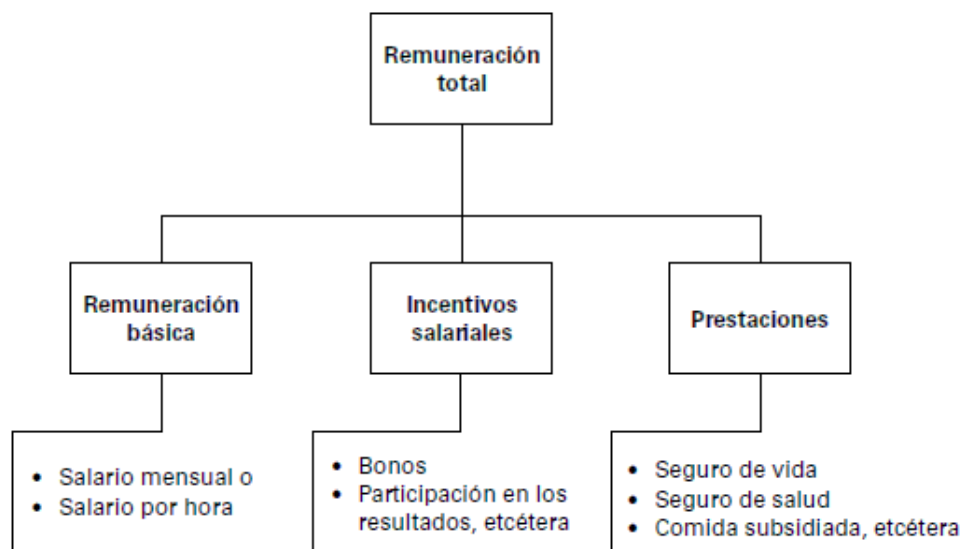 Remuneración
total
Remuneración
básica
Incentivos
salariales
Prestaciones
• Salario mensual o
• Salario por hora
• Bonos
• Participación en los
resultados, etcétera
• Seguro de vida
• Seguro de salud
• Comida subsidiada, etcétera